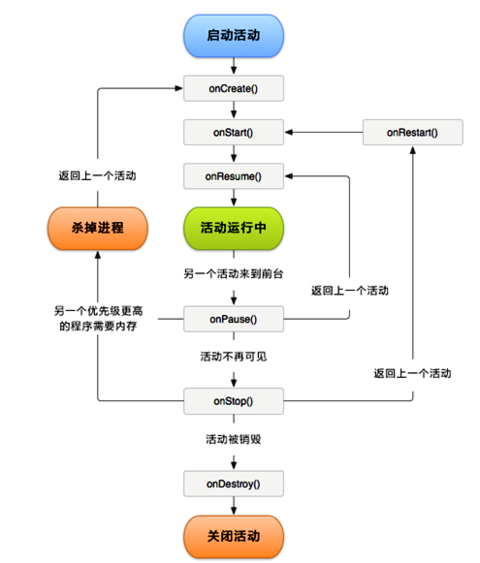 启动活动
onCreate()
onStart()
onRestart()
onResume()
返回上一个活动
杀掉进程
活动运行中
另一个活动来到前台
返回上一个活动
另一个优先级更高
的程序需要内存
onPause()
活动不再可见
返回上一个活动
onStop()
活动被销毁
onDestroy()
关闭活动